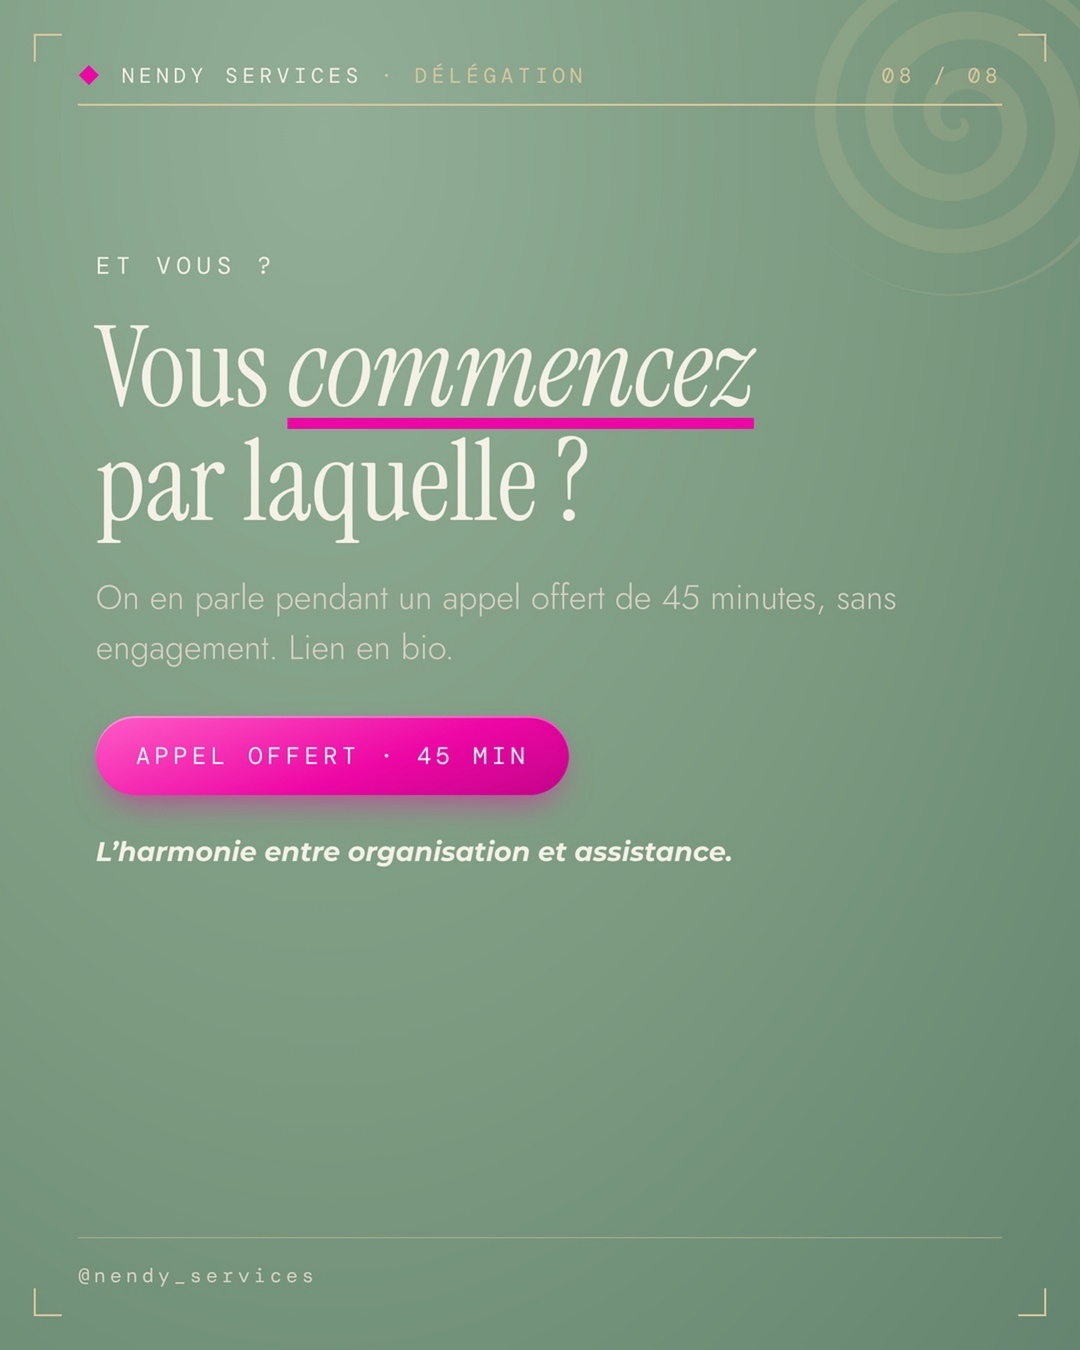 NENDY SERVICES · DÉLÉGATION 08 / 08
ET VOUS ?
Vous commencez
par laquelle ?
On en parle pendant un appel offert de 45 minutes, sans
engagement. Lien en bio.
APPEL OFFERT · 45 MIN
L’harmonie entre organisation et assistance.
@nendy_services